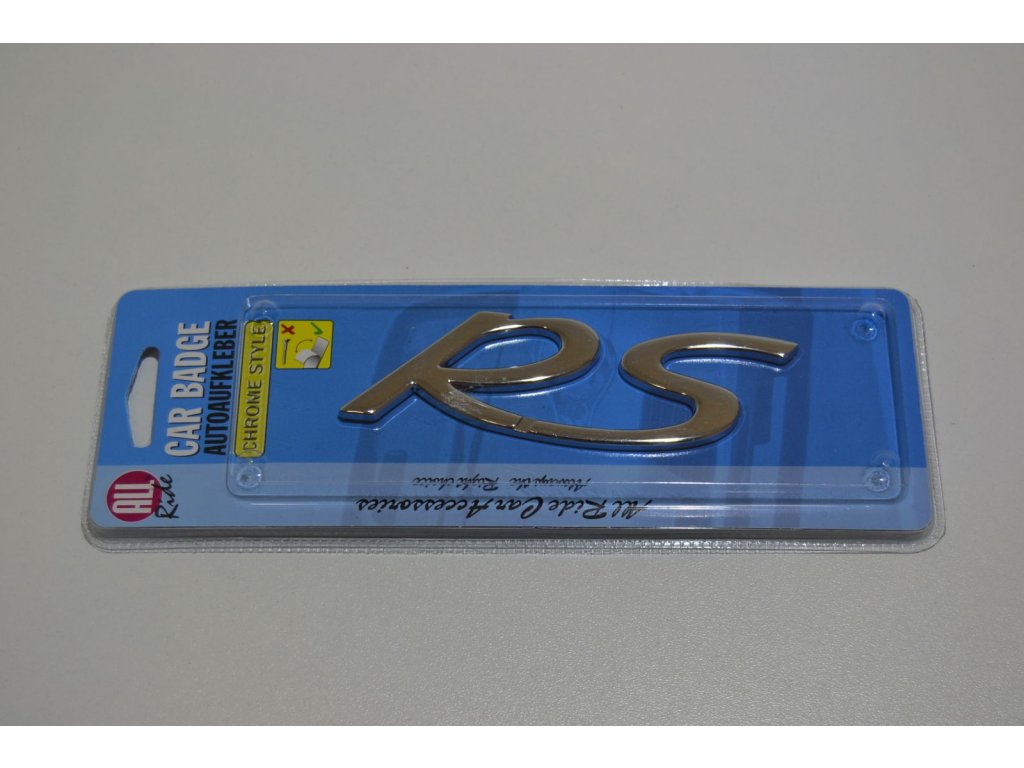 CAR BADGE
AUTOAUFKLEBER
CHROME STYLE
ALL
Ride
RS
All Ride Car Accessories
Always the Right choice